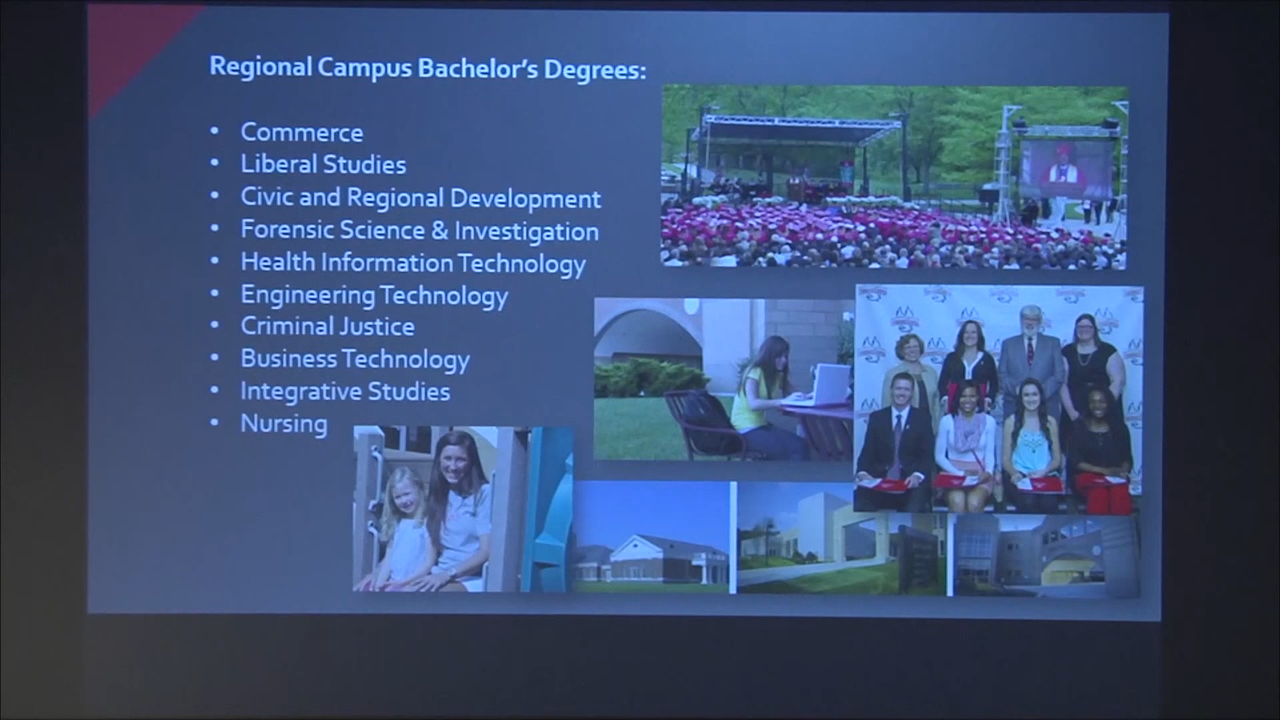 Regional Campus Bachelor's Degrees:
• Commerce
• Liberal Studies
• Civic and Regional Development
• Forensic Science & Investigation
• Health Information Technology
• Engineering Technology
• Criminal Justice
• Business Technology
• Integrative Studies
• Nursing